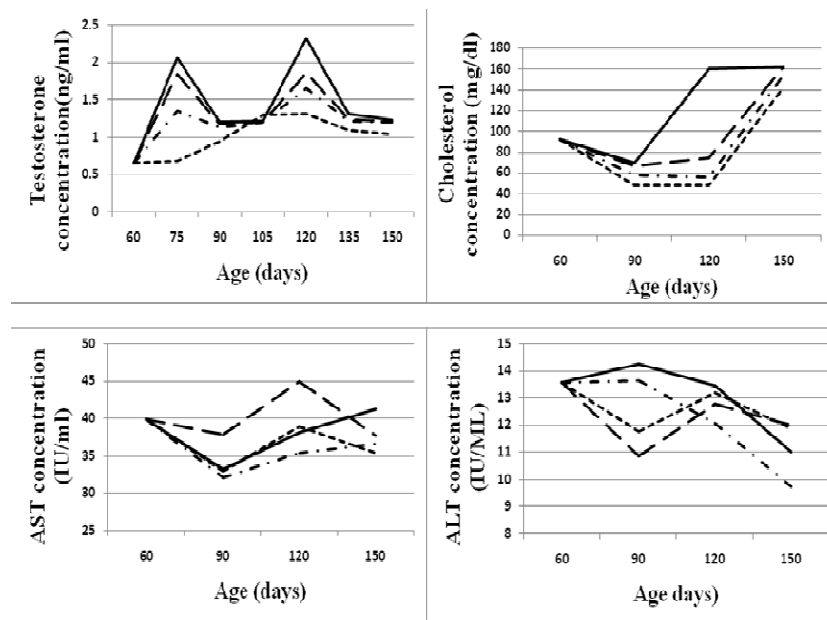 Testosterone
concentration(ng/ml)
2.5
2
1.5
1
0.5
0
60 75 90 105 120 135 150
Age (days)
Cholesterol
concentration (mg/dl)
180
160
140
120
100
80
60
40
20
0
60 90 120 150
Age (days)
AST concentration
(IU/ml)
50
45
40
35
30
25
60 90 120 150
Age (days)
ALT concentration
(IU/ML)
15
14
13
12
11
10
9
8
60 90 120 150
Age days)